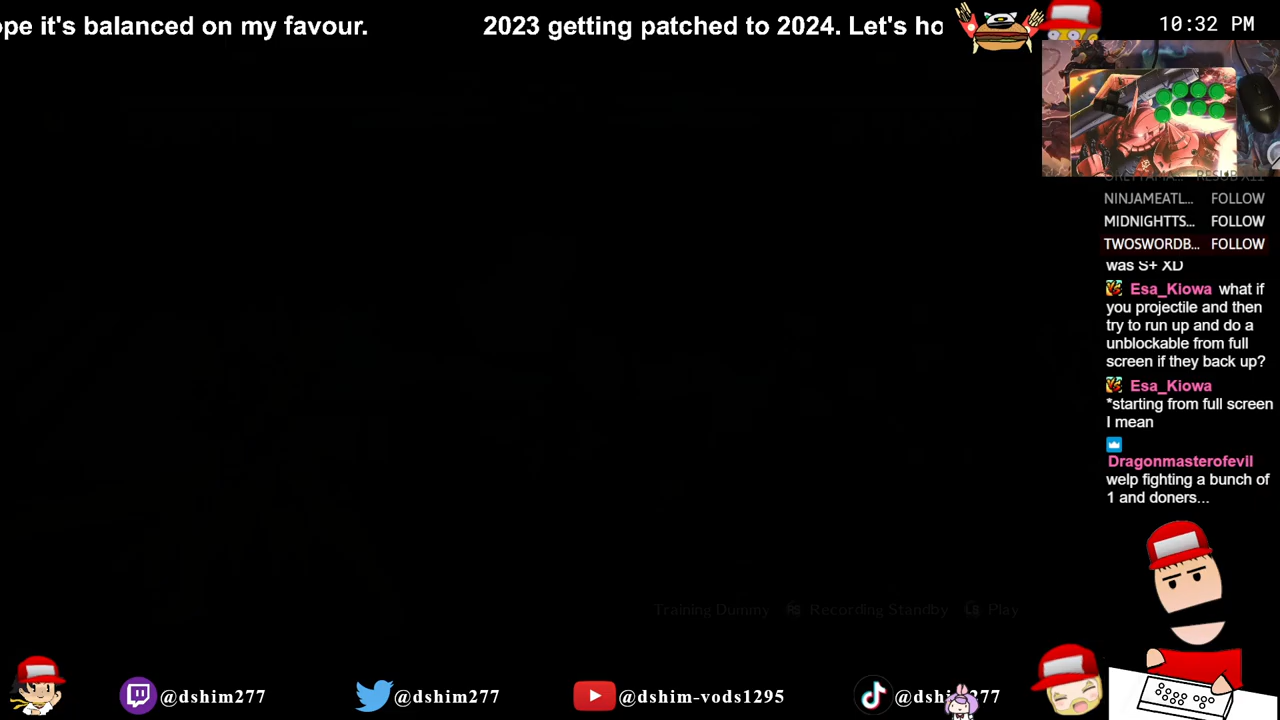 ope it's balanced on my favour. 2023 getting patched to 2024. Let's ho
10:32 PM
NINJAMEATL... FOLLOW
MIDNIGHTTS... FOLLOW
TWOSWORDB... FOLLOW
was S+ XD
Esa_Kiowa what if
you projectile and then
try to run up and do a
unblockable from full
screen if they back up?
Esa_Kiowa
*starting from full screen
I mean
Dragonmasterofevil
welp fighting a bunch of
1 and doners...
Training Dummy Recording Standby Play
@dshim277 @dshim277 @dshim-vods1295 @dshi 277